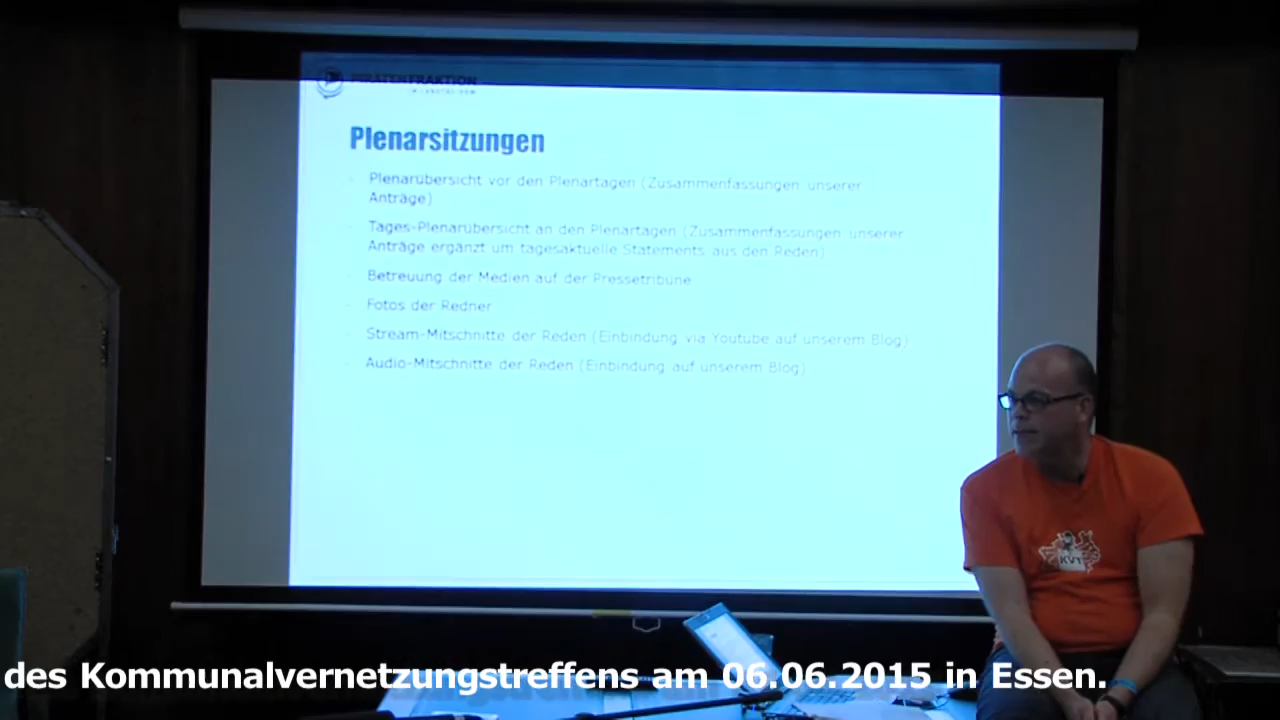 PIRATENFRAKTION
Plenarsitzungen
- Plenarübersicht vor den Plenartagen (Zusammenfassungen unserer
Anträge)
- Tages-Plenarübersicht an den Plenartagen (Zusammenfassungen unserer
Anträge ergänzt um tagesaktuelle Statements aus den Reden)
- Betreuung der Medien auf der Pressetribüne
- Fotos der Redner
- Stream-Mitschnitte der Reden (Einbindung via Youtube auf unserem Blog)
- Audio-Mitschnitte der Reden (Einbindung auf unserem Blog)
KVT
des Kommunalvernetzungstreffens am 06.06.2015 in Essen.